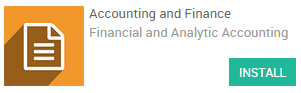 Accounting and Finance
Financial and Analytic Accounting
INSTALL